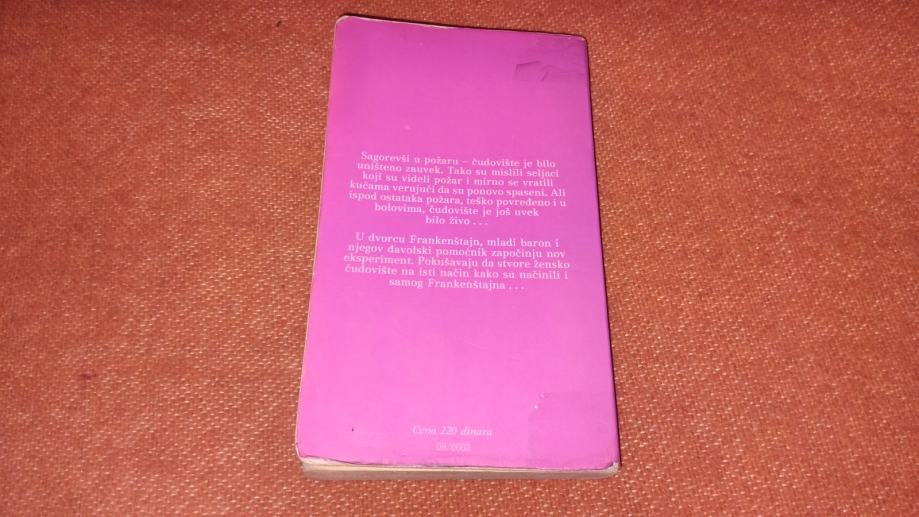 Sagorevši u požaru – čudovište je bilo
uništeno zauvek. Tako su mislili seljaci
koji su videli požar i mirno se vratili
kućama verujući da su ponovo spaseni. Ali
ispod ostataka požara, teško povređeno i u
bolovima, čudovište je još uvek
bilo živo . . .
U dvorcu Frankenštajn, mladi baron i
njegov đavolski pomoćnik započinju nov
eksperiment. Pokušavaju da stvore žensko
čudovište na isti način kako su načinili i
samog Frankenštajna . . .
Cena 220 dinara
09/0002